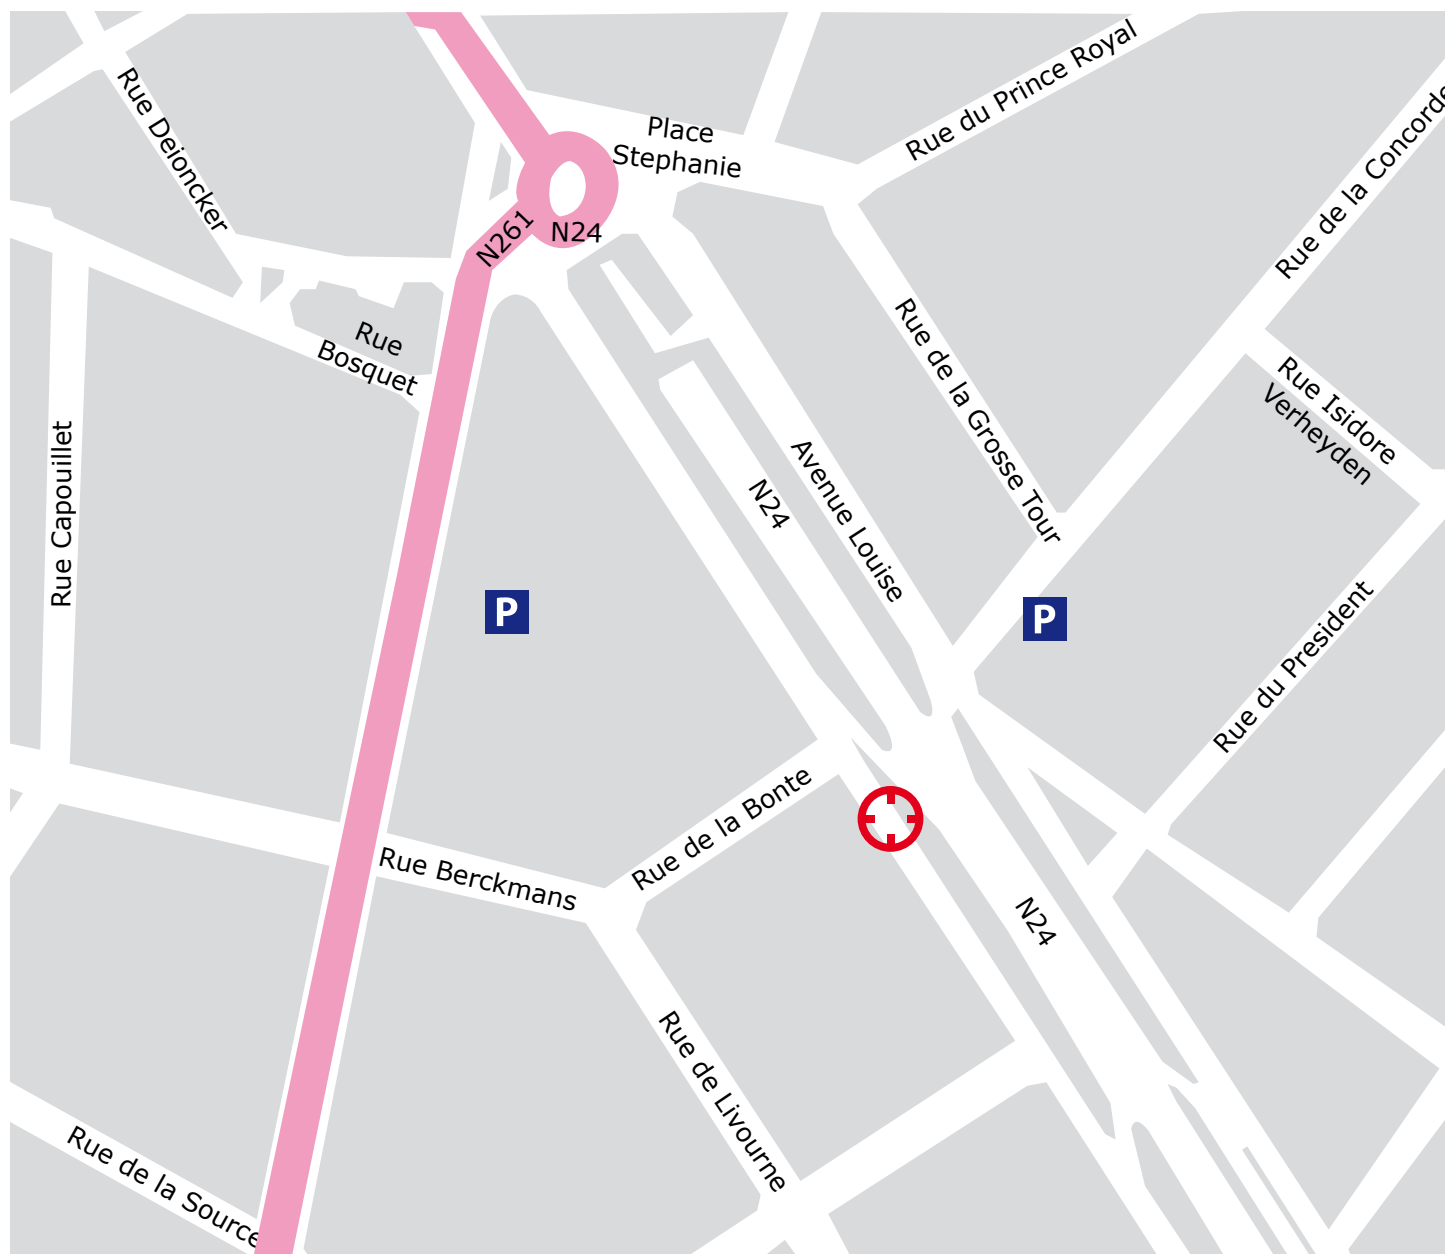 Rue du Prince Royal
Rue Deioncker
Place
Stephanie
Rue de la Concorde
N261
N24
Rue
Bosquet
Rue de la Grosse Tour
Rue Isidore
Verheyden
Rue Capouillet
N24
Avenue Louise
P
P
Rue du President
Rue de la Bonte
Rue Berckmans
N24
Rue de Livourne
Rue de la Source